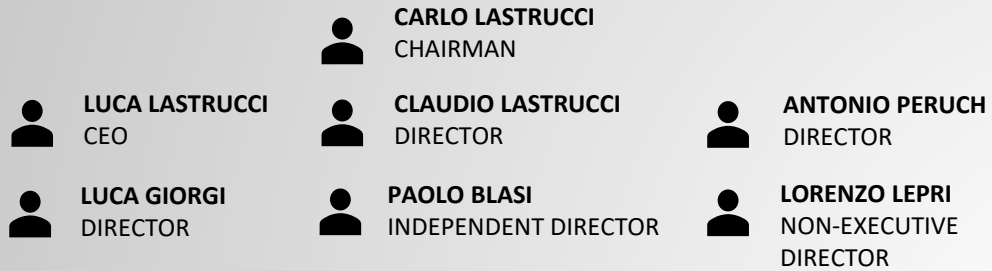 CARLO LASTRUCCI
CHAIRMAN
LUCA LASTRUCCI
CEO
CLAUDIO LASTRUCCI
DIRECTOR
ANTONIO PERUCH
DIRECTOR
LUCA GIORGI
DIRECTOR
PAOLO BLASI
INDEPENDENT DIRECTOR
LORENZO LEPRI
NON-EXECUTIVE
DIRECTOR